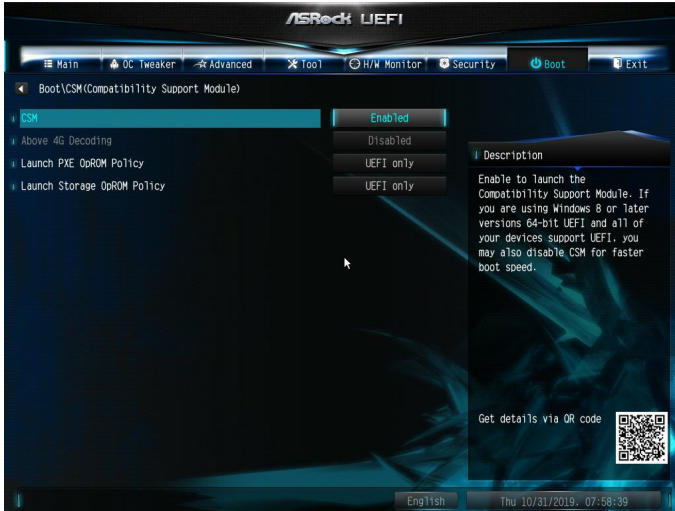 ASRock UEFI
Main OC Tweaker Advanced Tool H/W Monitor Security Boot Exit
Boot\CSM(Compatibility Support Module)
CSM Enabled
Above 4G Decoding Disabled
Launch PXE OpROM Policy UEFI only
Launch Storage OpROM Policy UEFI only
Description
Enable to launch the
Compatibility Support Module. If
you are using Windows 8 or later
versions 64-bit UEFI and all of
your devices support UEFI, you
may also disable CSM for faster
boot speed.
Get details via QR code
English Thu 10/31/2019, 07:58:39